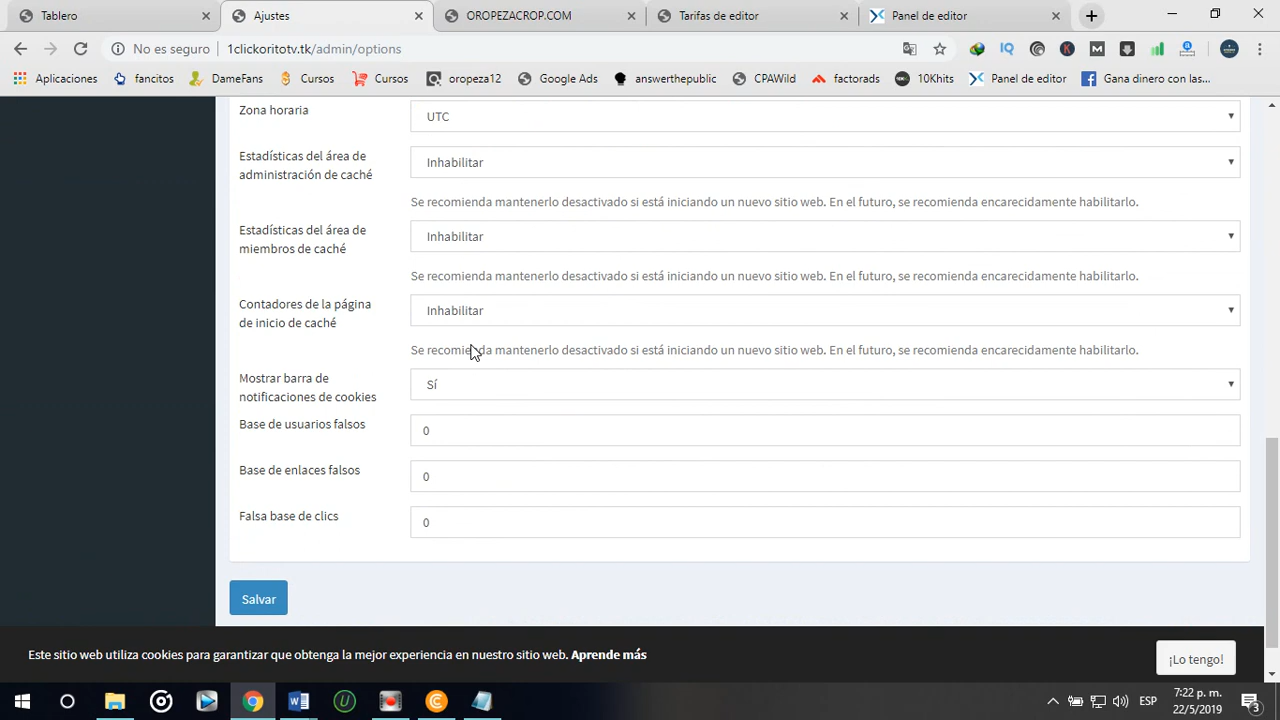 Tablero
Ajustes
OROPEZACROP.COM
Tarifas de editor
Panel de editor
No es seguro
1clickoritotv.tk/admin/options
Aplicaciones
fancitos
DameFans
Cursos
Cursos
oropeza12
Google Ads
answerthepublic
CPAWild
factorads
10Khits
Panel de editor
Gana dinero con las...
Zona horaria
UTC
Estadísticas del área de
administración de caché
Inhabilitar
Se recomienda mantenerlo desactivado si está iniciando un nuevo sitio web. En el futuro, se recomienda encarecidamente habilitarlo.
Estadísticas del área de
miembros de caché
Inhabilitar
Se recomienda mantenerlo desactivado si está iniciando un nuevo sitio web. En el futuro, se recomienda encarecidamente habilitarlo.
Contadores de la página
de inicio de caché
Inhabilitar
Se recomienda mantenerlo desactivado si está iniciando un nuevo sitio web. En el futuro, se recomienda encarecidamente habilitarlo.
Mostrar barra de
notificaciones de cookies
Sí
Base de usuarios falsos
0
Base de enlaces falsos
0
Falsa base de clics
0
Salvar
Este sitio web utiliza cookies para garantizar que obtenga la mejor experiencia en nuestro sitio web. Aprende más
¡Lo tengo!
ESP
7:22 p. m.
22/5/2019
3